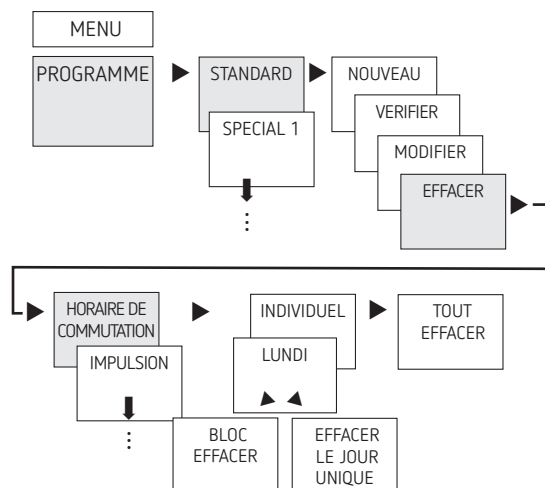 MENU
PROGRAMME
STANDARD
SPECIAL 1
NOUVEAU
VERIFIER
MODIFIER
EFFACER
HORAIRE DE
COMMUTATION
IMPULSION
INDIVIDUEL
LUNDI
TOUT
EFFACER
BLOC
EFFACER
EFFACER
LE JOUR
UNIQUE